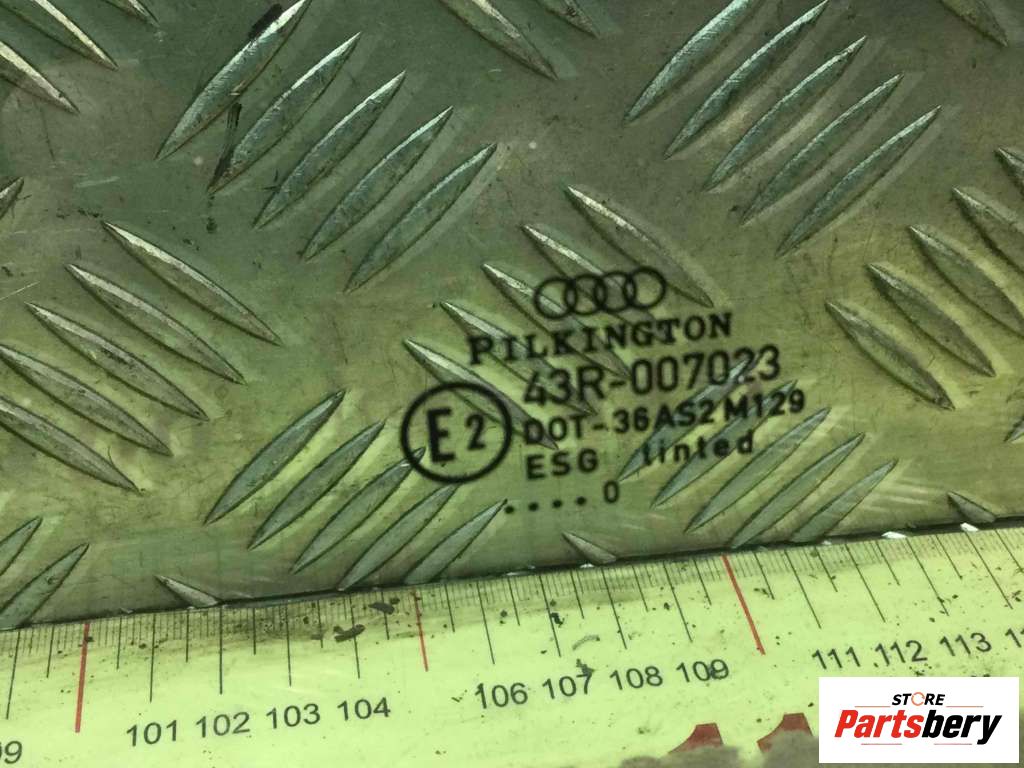 PILKINGTON
43R-007023
E2
DOT-36AS2 M129
ESG tinted
....0
99 101 102 103 104 106 107 108 109 111 112 113
STORE
Partsbery